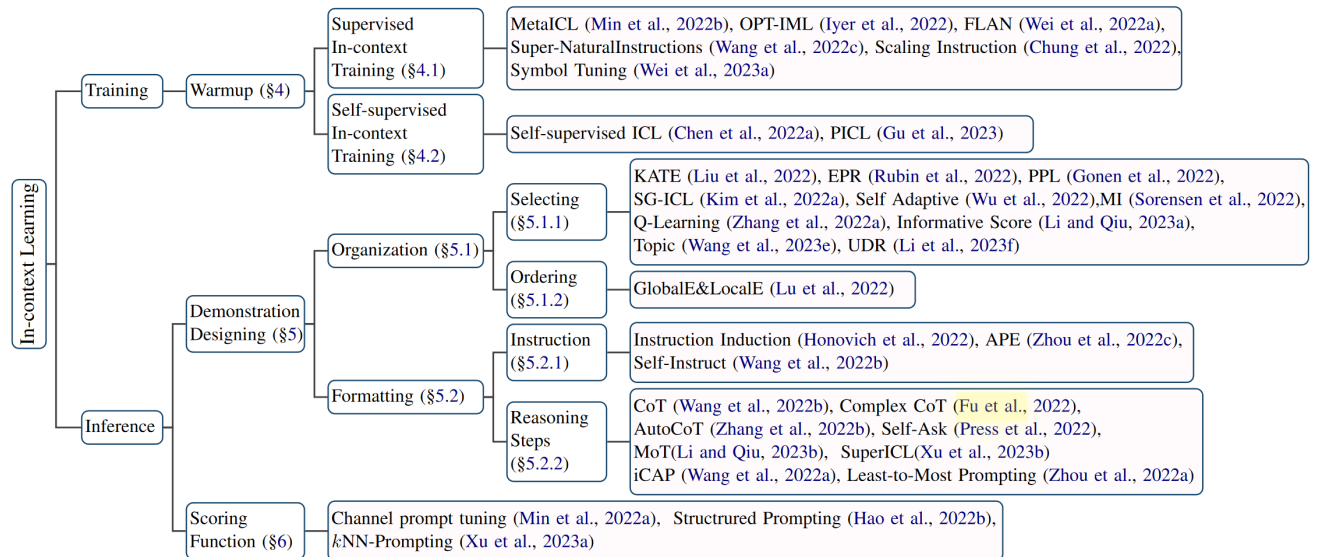 In-context Learning
Training
Warmup (§4)
Supervised
In-context
Training (§4.1)
MetaICL (Min et al., 2022b), OPT-IML (Iyer et al., 2022), FLAN (Wei et al., 2022a),
Super-NaturalInstructions (Wang et al., 2022c), Scaling Instruction (Chung et al., 2022),
Symbol Tuning (Wei et al., 2023a)
Self-supervised
In-context
Training (§4.2)
Self-supervised ICL (Chen et al., 2022a), PICL (Gu et al., 2023)
Inference
Demonstration
Designing (§5)
Organization (§5.1)
Selecting
(§5.1.1)
KATE (Liu et al., 2022), EPR (Rubin et al., 2022), PPL (Gonen et al., 2022),
SG-ICL (Kim et al., 2022a), Self Adaptive (Wu et al., 2022),MI (Sorensen et al., 2022),
Q-Learning (Zhang et al., 2022a), Informative Score (Li and Qiu, 2023a),
Topic (Wang et al., 2023e), UDR (Li et al., 2023f)
Ordering
(§5.1.2)
GlobalE&LocalE (Lu et al., 2022)
Formatting (§5.2)
Instruction
(§5.2.1)
Instruction Induction (Honovich et al., 2022), APE (Zhou et al., 2022c),
Self-Instruct (Wang et al., 2022b)
Reasoning
Steps
(§5.2.2)
CoT (Wang et al., 2022b), Complex CoT (Fu et al., 2022),
AutoCoT (Zhang et al., 2022b), Self-Ask (Press et al., 2022),
MoT(Li and Qiu, 2023b), SuperICL(Xu et al., 2023b)
iCAP (Wang et al., 2022a), Least-to-Most Prompting (Zhou et al., 2022a)
Scoring
Function (§6)
Channel prompt tuning (Min et al., 2022a), Structrured Prompting (Hao et al., 2022b),
kNN-Prompting (Xu et al., 2023a)